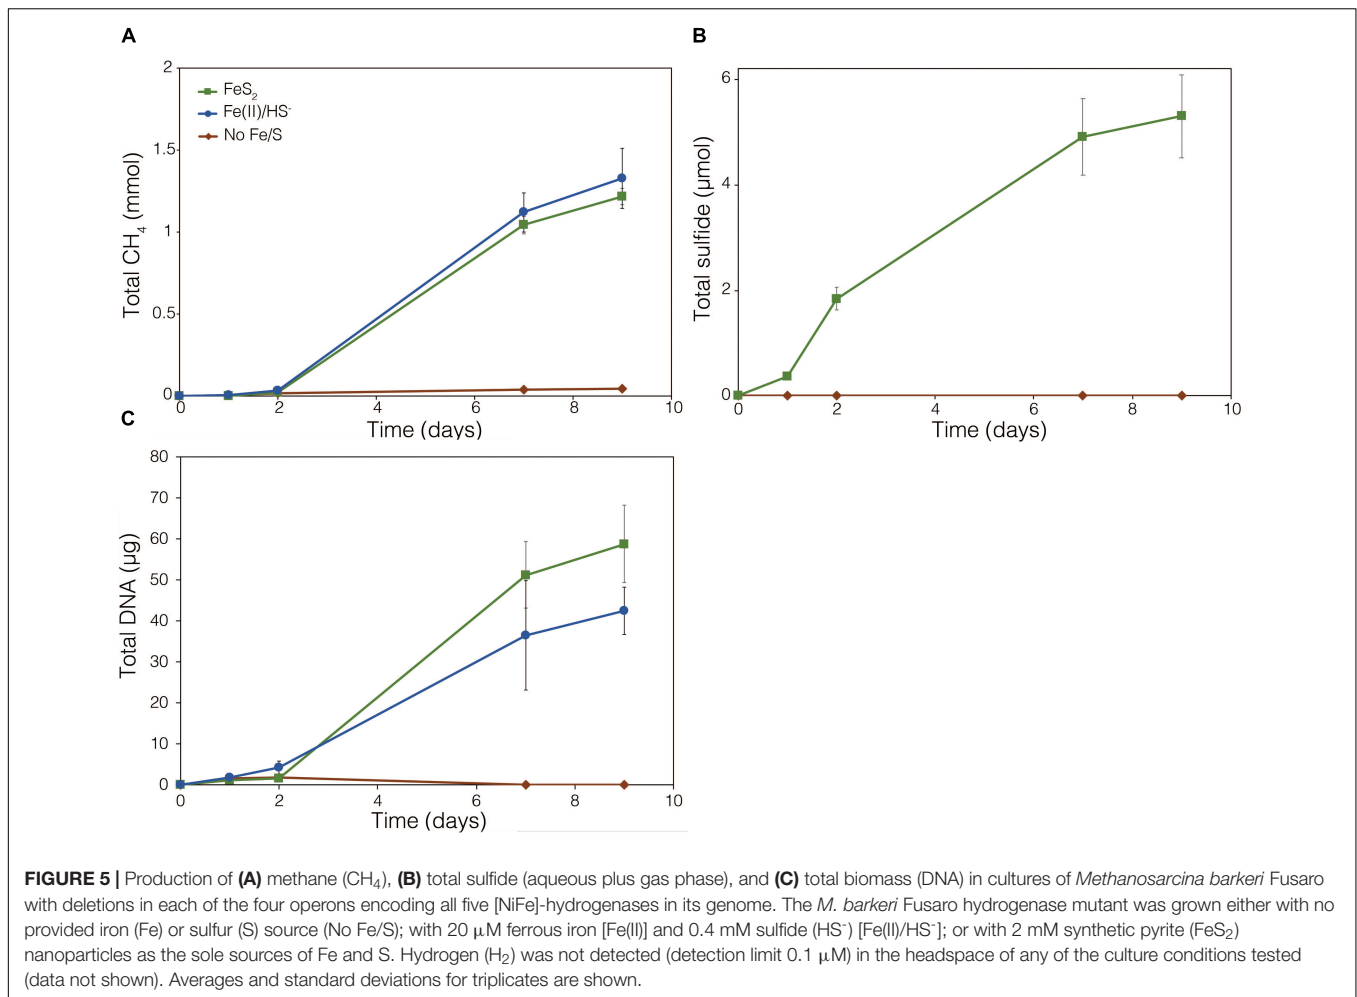 A
2
1.5
1
0.5
0
Total CH₄ (mmol)
FeS₂
Fe(II)/HS⁻
No Fe/S
0 2 4 6 8 10
Time (days)
B
6
4
2
0
Total sulfide (µmol)
0 2 4 6 8 10
Time (days)
C
80
70
60
50
40
30
20
10
0
Total DNA (µg)
0 2 4 6 8 10
Time (days)
FIGURE 5 | Production of (A) methane (CH₄), (B) total sulfide (aqueous plus gas phase), and (C) total biomass (DNA) in cultures of Methanosarcina barkeri Fusaro
with deletions in each of the four operons encoding all five [NiFe]-hydrogenases in its genome. The M. barkeri Fusaro hydrogenase mutant was grown either with no
provided iron (Fe) or sulfur (S) source (No Fe/S); with 20 µM ferrous iron [Fe(II)] and 0.4 mM sulfide (HS⁻) [Fe(II)/HS⁻]; or with 2 mM synthetic pyrite (FeS₂)
nanoparticles as the sole sources of Fe and S. Hydrogen (H₂) was not detected (detection limit 0.1 µM) in the headspace of any of the culture conditions tested
(data not shown). Averages and standard deviations for triplicates are shown.